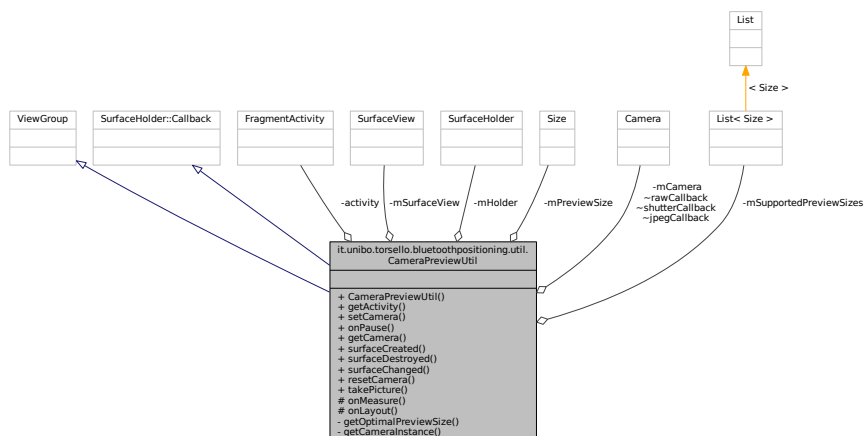 List
< Size >
ViewGroup
SurfaceHolder::Callback
FragmentActivity
SurfaceView
SurfaceHolder
Size
Camera
List< Size >
-activity
-mSurfaceView
-mHolder
-mPreviewSize
-mCamera
~rawCallback
~shutterCallback
~jpegCallback
-mSupportedPreviewSizes
it.unibo.torsello.bluetoothpositioning.util.
CameraPreviewUtil
+ CameraPreviewUtil()
+ getActivity()
+ setCamera()
+ onPause()
+ getCamera()
+ surfaceCreated()
+ surfaceDestroyed()
+ surfaceChanged()
+ resetCamera()
+ takePicture()
# onMeasure()
# onLayout()
- getOptimalPreviewSize()
- getCameraInstance()